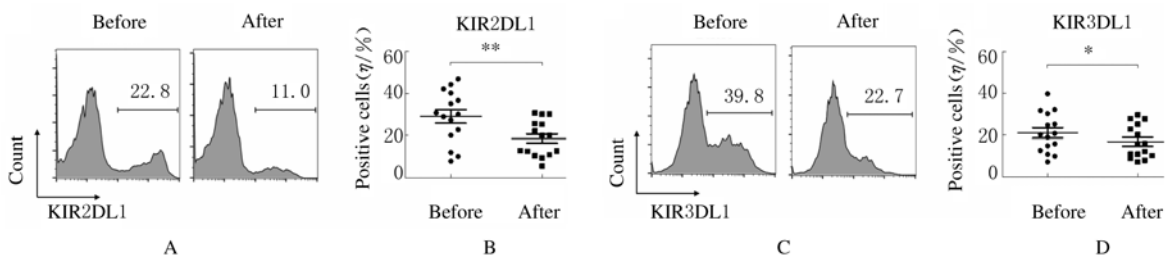 Before After
22.8 11.0
Count
KIR2DL1
A
KIR2DL1
**
Positive cells (η/%)
60
40
20
0
Before After
B
Before After
39.8 22.7
Count
KIR3DL1
C
KIR3DL1
*
Positive cells (η/%)
60
40
20
0
Before After
D